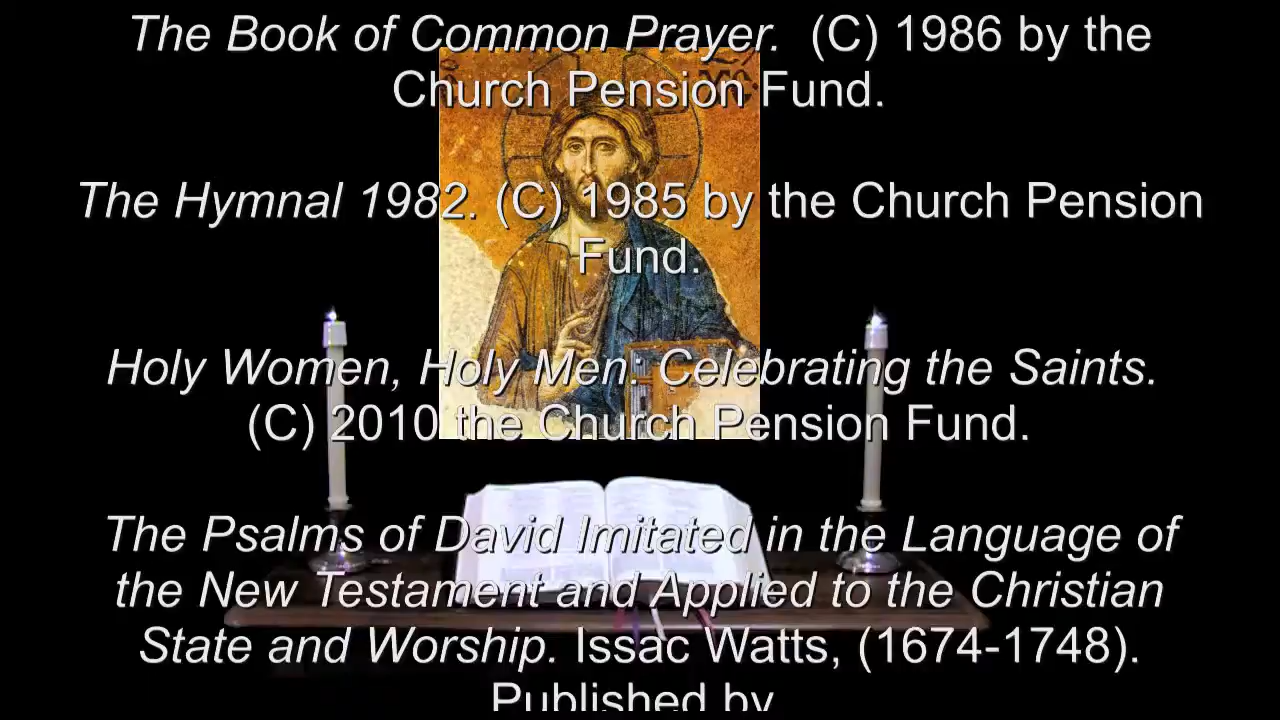 The Book of Common Prayer. (C) 1986 by the
Church Pension Fund.
The Hymnal 1982. (C) 1985 by the Church Pension
Fund.
Holy Women, Holy Men: Celebrating the Saints.
(C) 2010 the Church Pension Fund.
The Psalms of David Imitated in the Language of
the New Testament and Applied to the Christian
State and Worship. Issac Watts, (1674-1748).
Published by